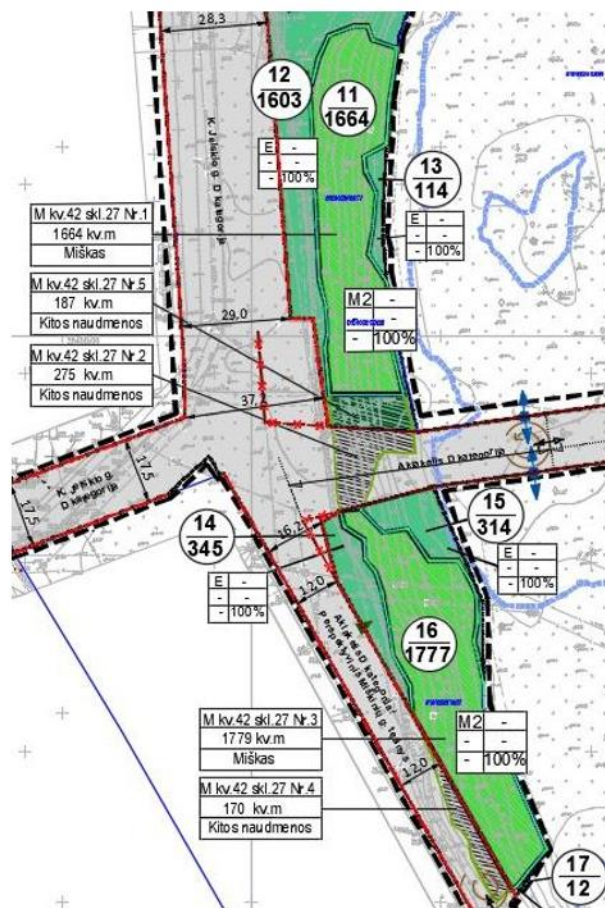 28,3
12
1603
11
1664
E -
- -
- 100%
13
114
E -
- -
- 100%
M kv.42 skl.27 Nr.1
1664 kv.m
Miškas
M kv.42 skl.27 Nr.5
187 kv.m
Kitos naudmenos
29,0
M2 -
- -
- 100%
M kv.42 skl.27 Nr.2
275 kv.m
Kitos naudmenos
37,2
17,5
17,5
14
345
16,2
15
314
E -
- -
- 100%
E -
- -
- 100%
12,0
16
1777
M kv.42 skl.27 Nr.3
1779 kv.m
Miškas
M2 -
- -
- 100%
12,0
M kv.42 skl.27 Nr.4
170 kv.m
Kitos naudmenos
17
12